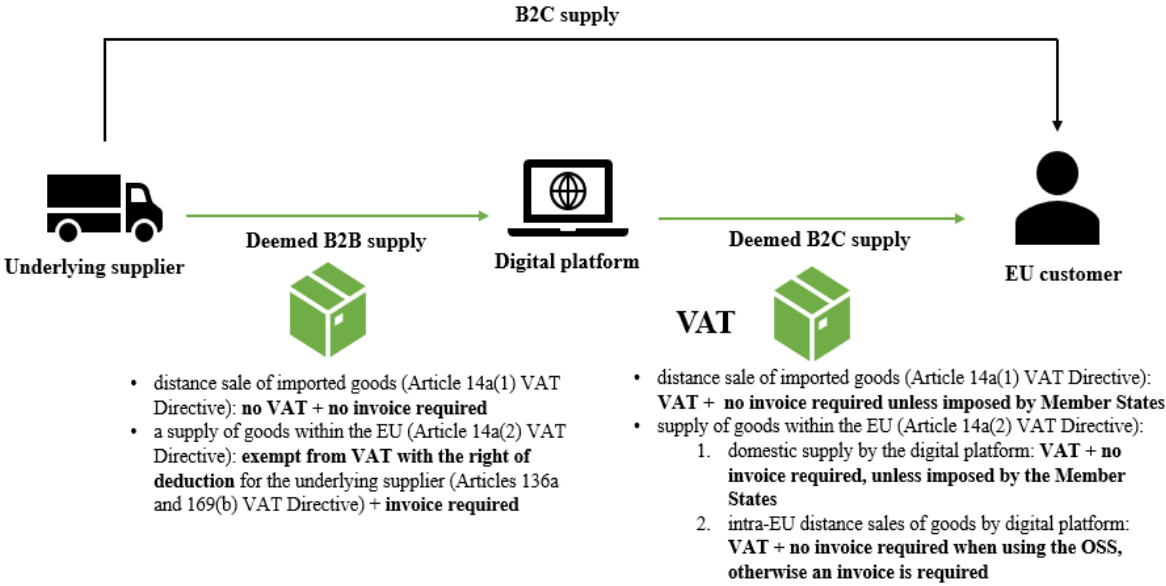 B2C supply
Deemed B2B supply
Deemed B2C supply
Underlying supplier
Digital platform
EU customer
VAT
• distance sale of imported goods (Article 14a(1) VAT
Directive): no VAT + no invoice required
• a supply of goods within the EU (Article 14a(2) VAT
Directive): exempt from VAT with the right of
deduction for the underlying supplier (Articles 136a
and 169(b) VAT Directive) + invoice required
• distance sale of imported goods (Article 14a(1) VAT Directive):
VAT + no invoice required unless imposed by Member States
• supply of goods within the EU (Article 14a(2) VAT Directive):
1. domestic supply by the digital platform: VAT + no
invoice required, unless imposed by the Member
States
2. intra-EU distance sales of goods by digital platform:
VAT + no invoice required when using the OSS,
otherwise an invoice is required